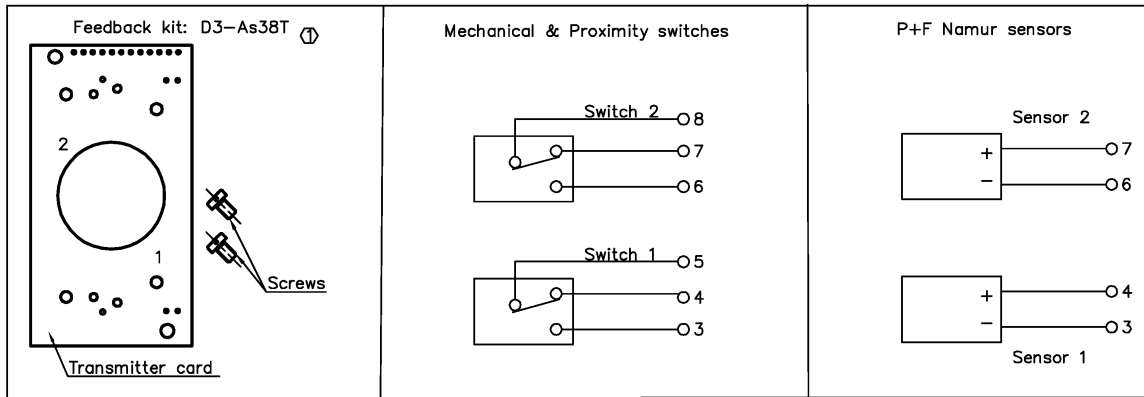 Feedback kit: D3-As38T 1
2
1
Screws
Transmitter card
Mechanical & Proximity switches
Switch 2
8
7
6
Switch 1
5
4
3
P+F Namur sensors
Sensor 2
+
7
−
6
+
4
−
3
Sensor 1